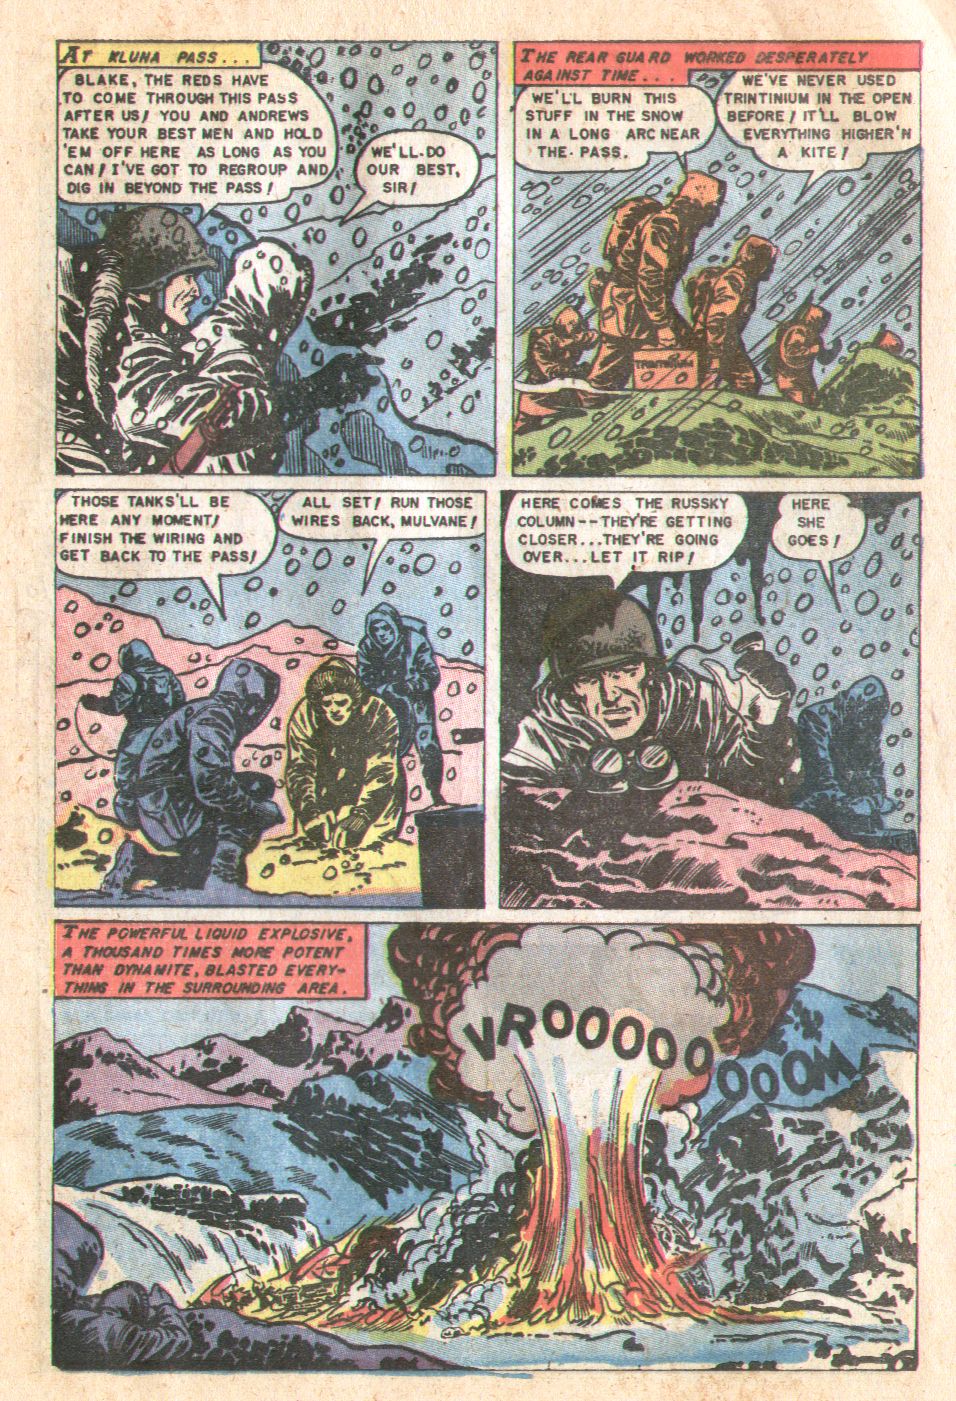 AT KLUNA PASS...
BLAKE, THE REDS HAVE
TO COME THROUGH THIS PASS
AFTER US! YOU AND ANDREWS
TAKE YOUR BEST MEN AND HOLD
'EM OFF HERE AS LONG AS YOU
CAN! I'VE GOT TO REGROUP AND
DIG IN BEYOND THE PASS!
WE'LL DO
OUR BEST,
SIR!
THE REAR GUARD WORKED DESPERATELY
AGAINST TIME...
WE'LL BURN THIS
STUFF IN THE SNOW
IN A LONG ARC NEAR
THE PASS.
WE'VE NEVER USED
TRINTINIUM IN THE OPEN
BEFORE! IT'LL BLOW
EVERYTHING HIGHER'N
A KITE!
THOSE TANKS'LL BE
HERE ANY MOMENT!
FINISH THE WIRING AND
GET BACK TO THE PASS!
ALL SET! RUN THOSE
WIRES BACK, MULVANE!
HERE COMES THE RUSSKY
COLUMN--THEY'RE GETTING
CLOSER...THEY'RE GOING
OVER...LET IT RIP!
HERE
SHE
GOES!
THE POWERFUL LIQUID EXPLOSIVE,
A THOUSAND TIMES MORE POTENT
THAN DYNAMITE, BLASTED EVERY-
THING IN THE SURROUNDING AREA.
VROOOOO
OOOM